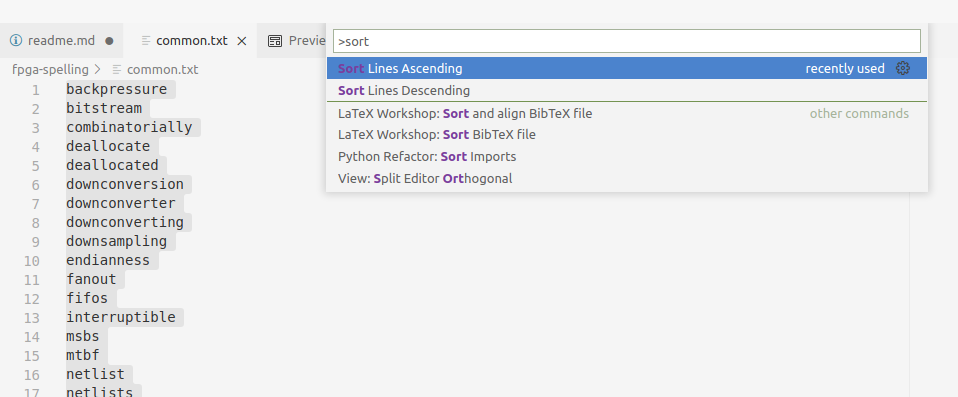 readme.md
common.txt
Previe
>sort
Sort Lines Ascending recently used
Sort Lines Descending
LaTeX Workshop: Sort and align BibTeX file other commands
LaTeX Workshop: Sort BibTeX file
Python Refactor: Sort Imports
View: Split Editor Orthogonal
fpga-spelling > common.txt
1 backpressure
2 bitstream
3 combinatorially
4 deallocate
5 deallocated
6 downconversion
7 downconverter
8 downconverting
9 downsampling
10 endianness
11 fanout
12 fifos
13 interruptible
14 msbs
15 mtbf
16 netlist
17 netlists